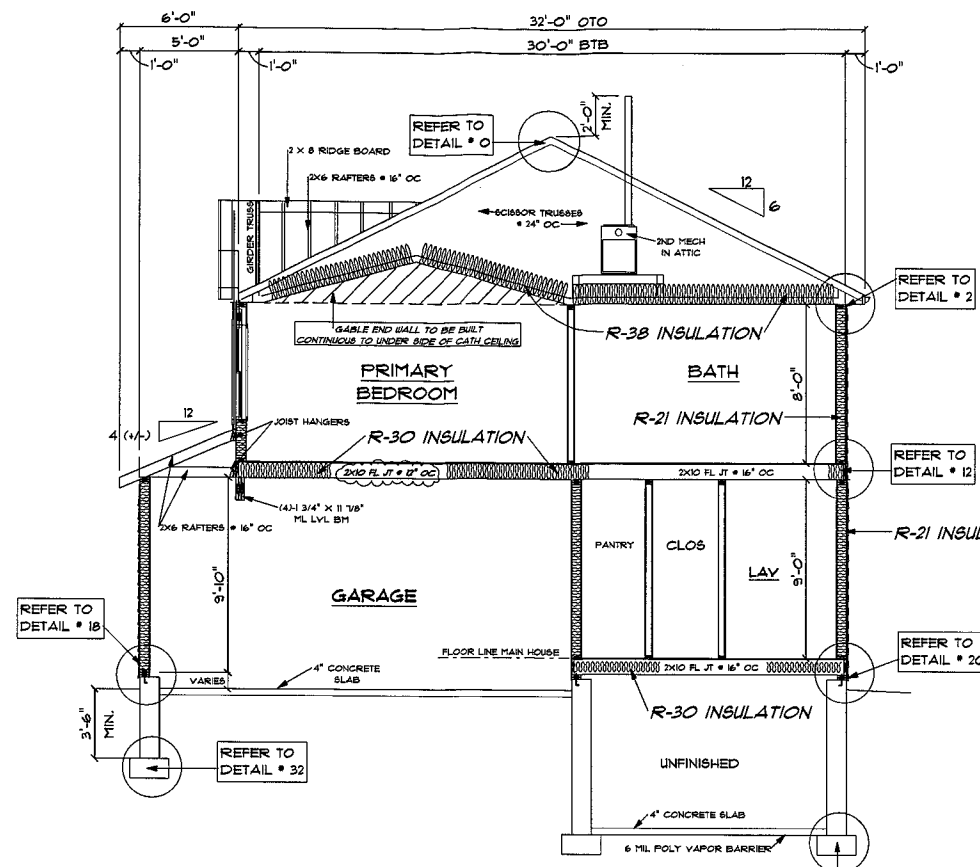 6'-0"
32'-0" OTO
5'-0"
30'-0" BTB
1'-0"
1'-0"
1'-0"
REFER TO
DETAIL # 0
2'-0"
MIN.
2 X 8 RIDGE BOARD
2X6 RAFTERS # 16" OC
12
6
SCISSOR TRUSSES
# 24" OC
GIRDER TRUSS
2ND MECH
IN ATTIC
REFER TO
DETAIL # 2
GABLE END WALL TO BE BUILT
CONTINUOUS TO UNDER SIDE OF CATH CEILING
R-38 INSULATION
PRIMARY
BEDROOM
BATH
8'-0"
12
4 (+/-)
JOIST HANGERS
R-21 INSULATION
R-30 INSULATION
2X10 FL JT # 12" OC
2X10 FL JT # 16" OC
REFER TO
DETAIL # 12
(4)-1 3/4" X 11 7/8"
ML LVL BM
2X6 RAFTERS # 16" OC
R-21 INSUL
PANTRY
CLOS
LAV
9'-0"
9'-10"
GARAGE
REFER TO
DETAIL # 18
FLOOR LINE MAIN HOUSE
REFER TO
DETAIL # 20
4" CONCRETE
SLAB
VARIES
2X10 FL JT # 16" OC
3'-6"
MIN.
R-30 INSULATION
REFER TO
DETAIL # 32
UNFINISHED
4" CONCRETE SLAB
6 MIL POLY VAPOR BARRIER